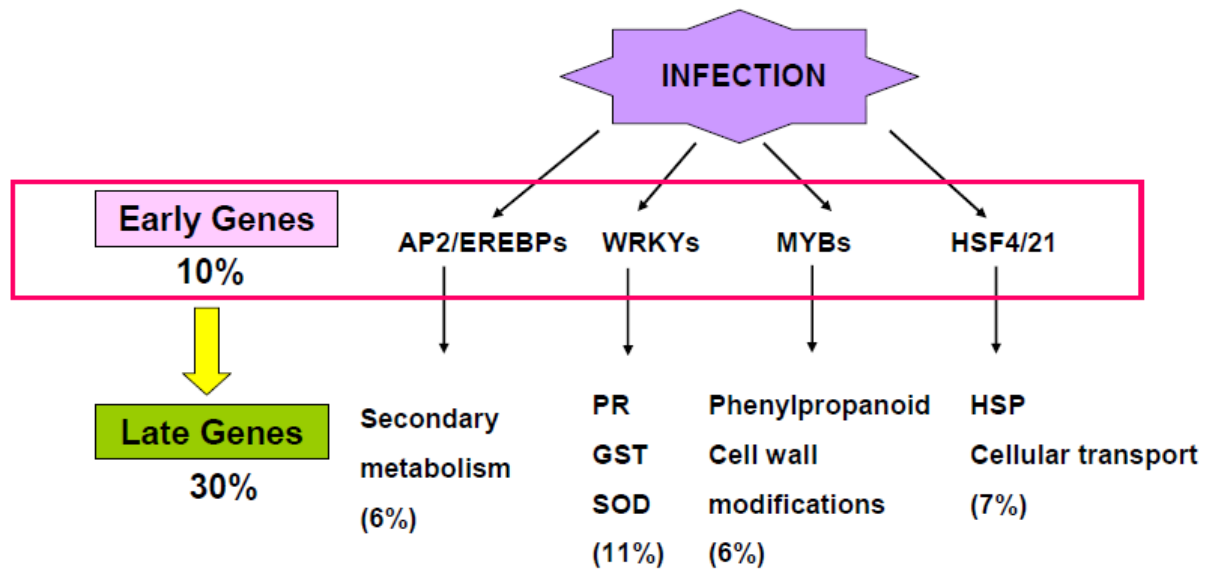 INFECTION
Early Genes
10%
AP2/EREBPs
WRKYs
MYBs
HSF4/21
Late Genes
30%
Secondary
metabolism
(6%)
PR
GST
SOD
(11%)
Phenylpropanoid
Cell wall
modifications
(6%)
HSP
Cellular transport
(7%)